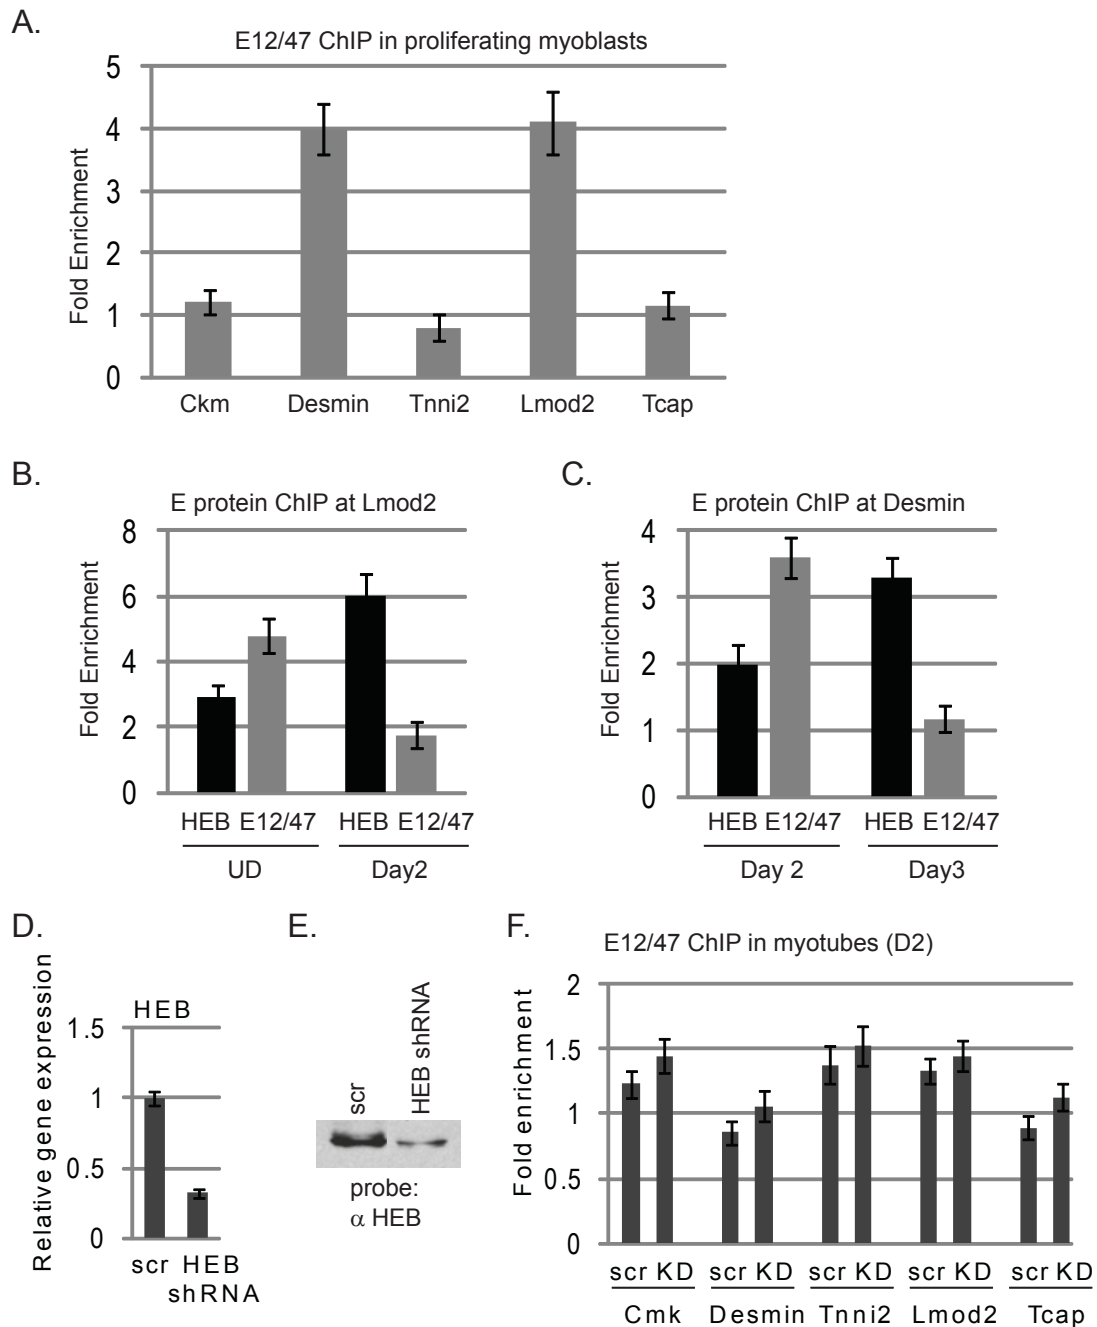 A.
E12/47 ChIP in proliferating myoblasts
Fold Enrichment
5
4
3
2
1
0
Ckm Desmin Tnni2 Lmod2 Tcap
B.
E protein ChIP at Lmod2
Fold Enrichment
8
6
4
2
0
HEB E12/47 HEB E12/47
UD Day2
C.
E protein ChIP at Desmin
Fold Enrichment
4
3
2
1
0
HEB E12/47 HEB E12/47
Day 2 Day3
D.
HEB
Relative gene expression
1.5
1
0.5
0
scr HEB
shRNA
E.
scr
HEB shRNA
probe:
α HEB
F.
E12/47 ChIP in myotubes (D2)
Fold enrichment
2
1.5
1
0.5
0
scr KD scr KD scr KD scr KD scr KD
Cmk Desmin Tnni2 Lmod2 Tcap